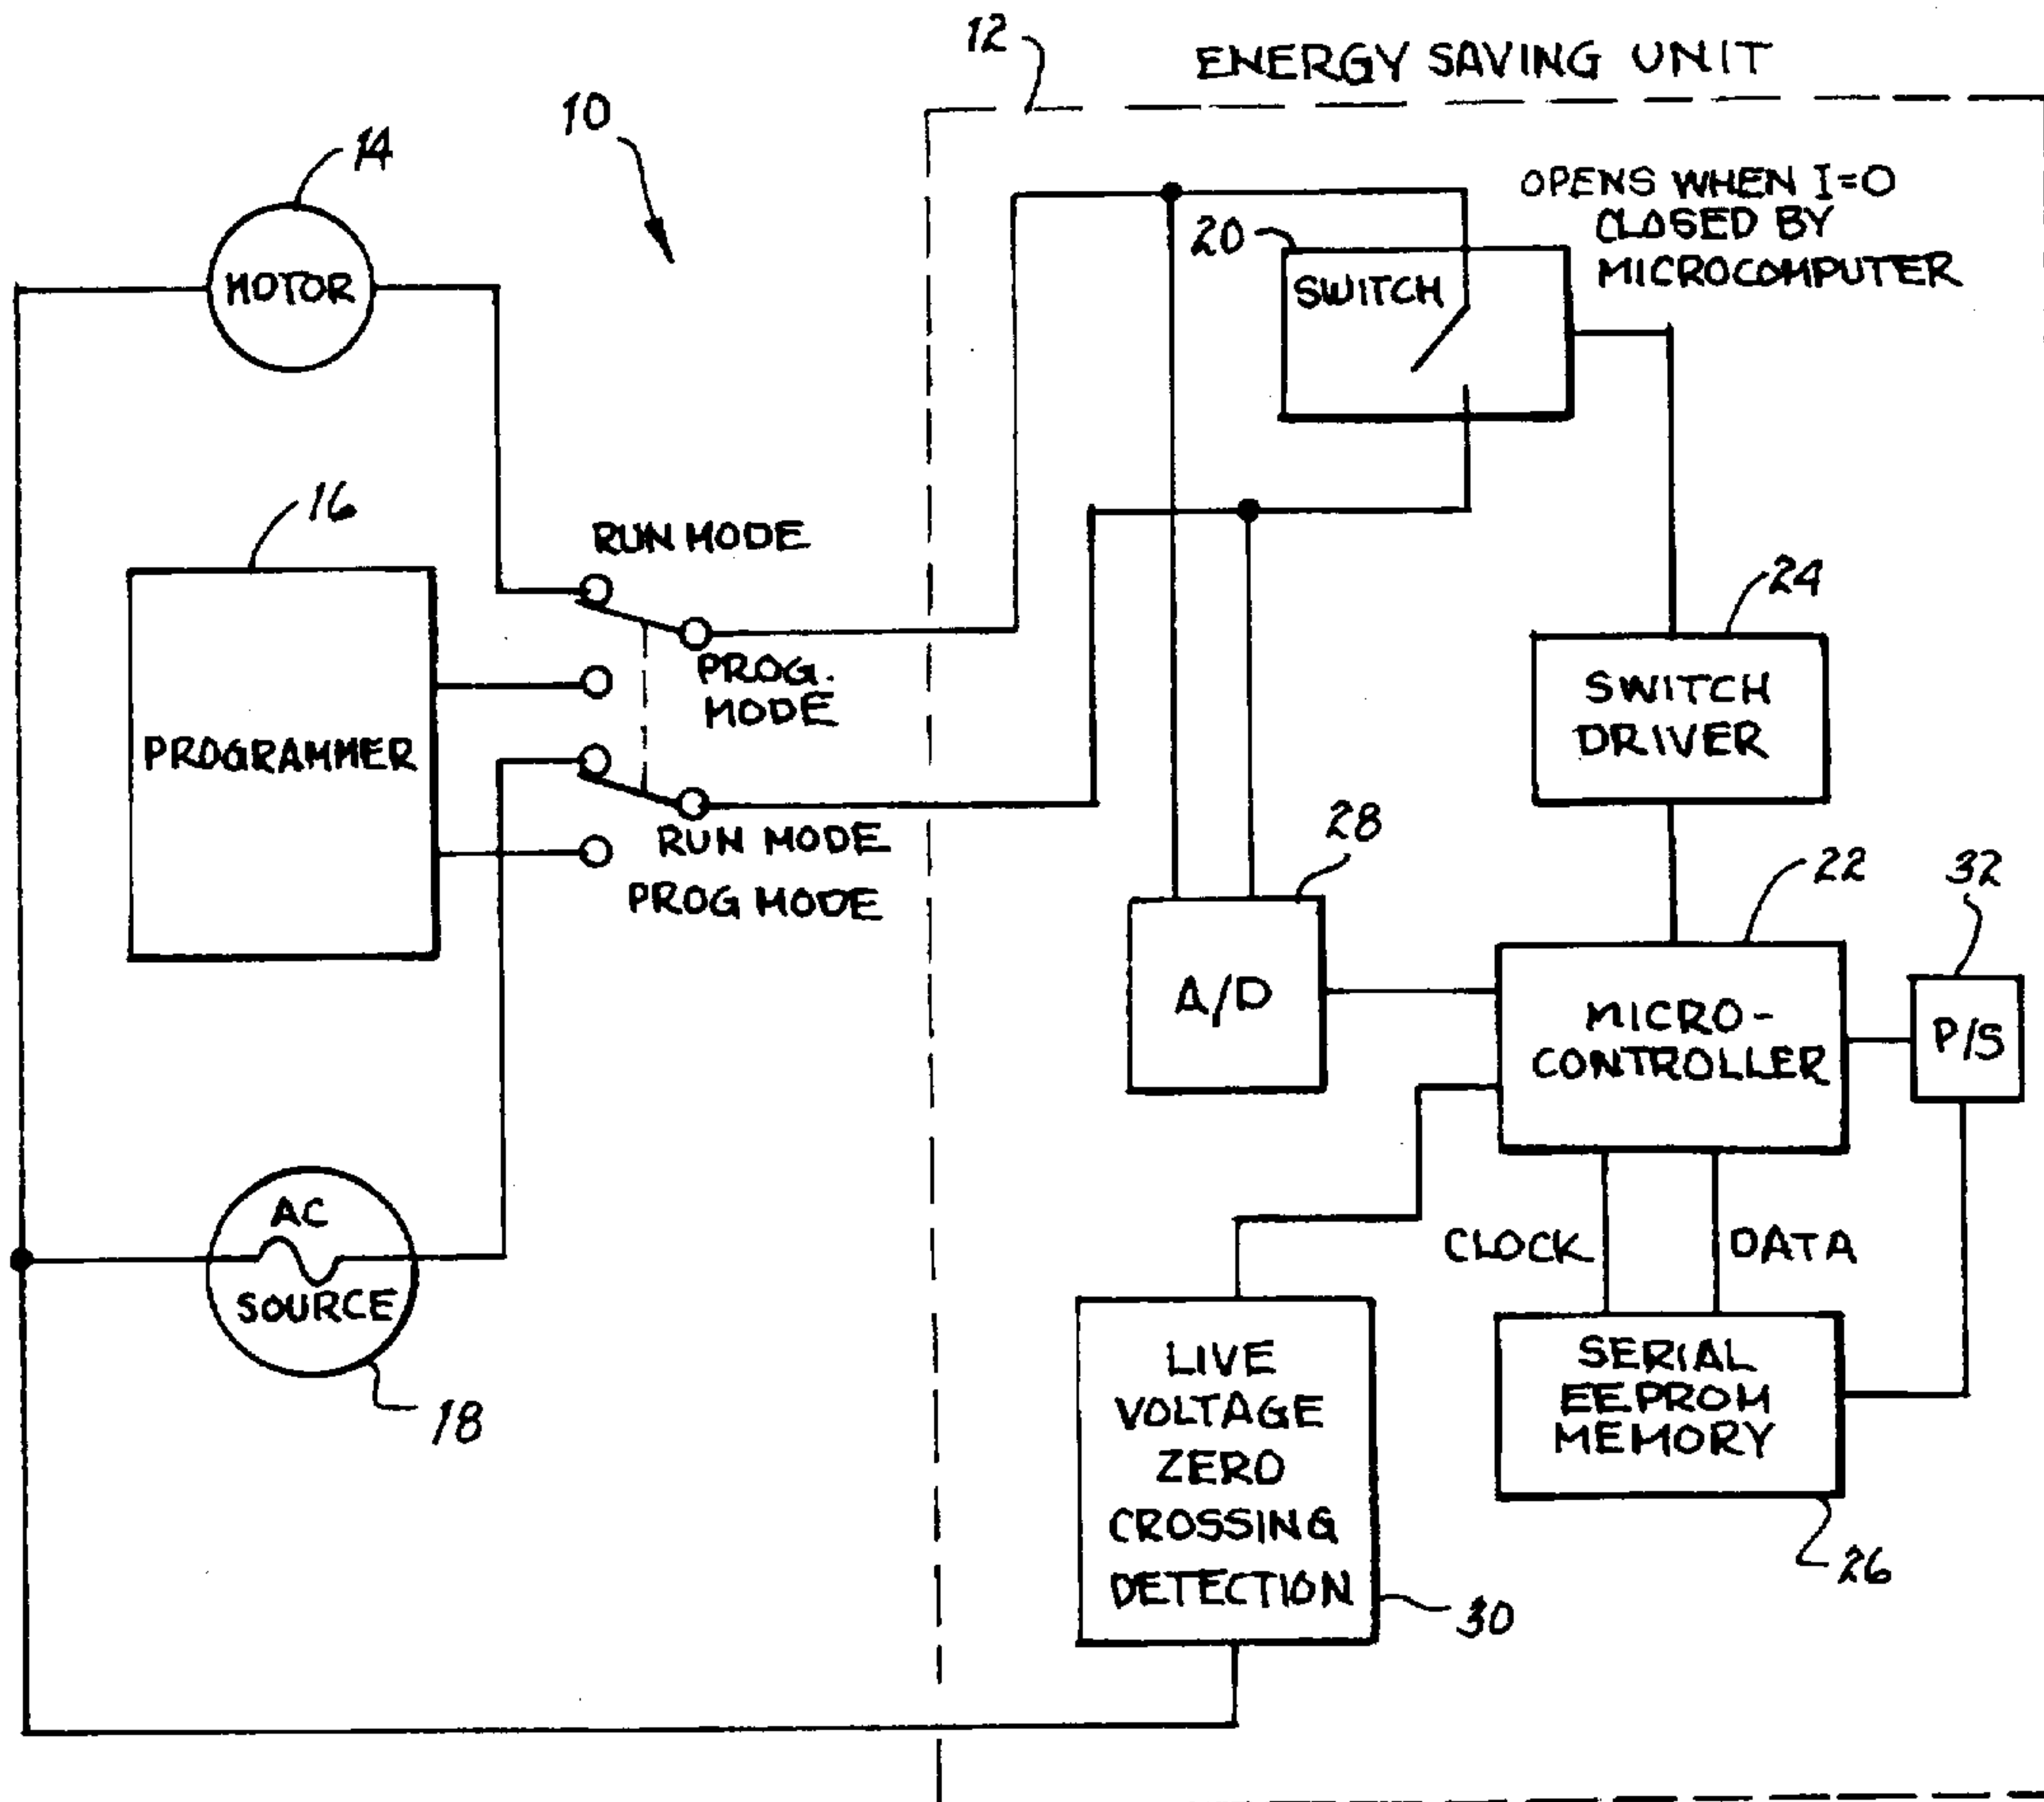 12
ENERGY SAVING UNIT
10
14
MOTOR
OPENS WHEN I=0
CLOSED BY
MICROCOMPUTER
20
SWITCH
16
PROGRAMMER
RUN MODE
PROG.
MODE
RUN MODE
PROG MODE
24
SWITCH
DRIVER
28
A/D
22
MICRO-
CONTROLLER
32
P/S
CLOCK
DATA
AC
SOURCE
18
LIVE
VOLTAGE
ZERO
CROSSING
DETECTION
30
SERIAL
EEPROM
MEMORY
26